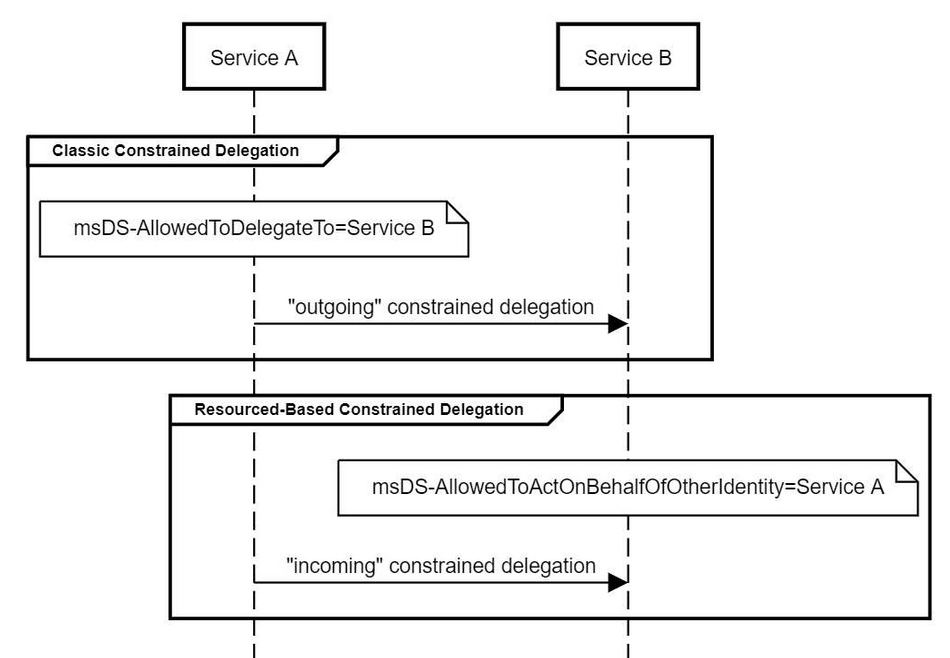 Service A
Service B
Classic Constrained Delegation
msDS-AllowedToDelegateTo=Service B
"outgoing" constrained delegation
Resourced-Based Constrained Delegation
msDS-AllowedToActOnBehalfOfOtherIdentity=Service A
"incoming" constrained delegation